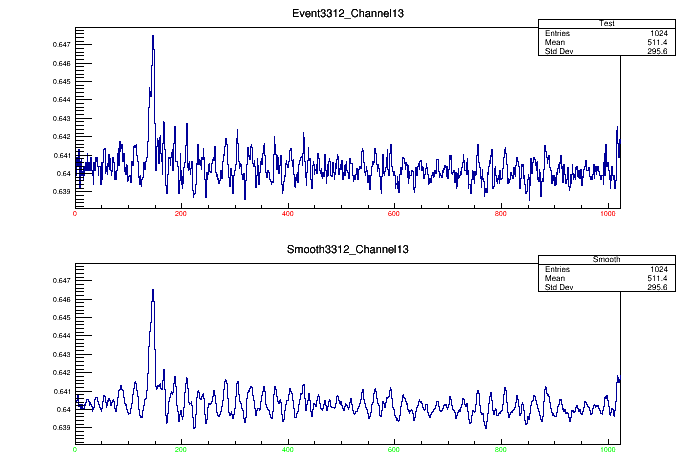 Event3312_Channel13
Test
Entries 1024
Mean 511.4
Std Dev 295.6
0.647
0.646
0.645
0.644
0.643
0.642
0.641
0.64
0.639
0 200 400 600 800 1000
Smooth3312_Channel13
Smooth
Entries 1024
Mean 511.4
Std Dev 295.6
0.647
0.646
0.645
0.644
0.643
0.642
0.641
0.64
0.639
0 200 400 600 800 1000